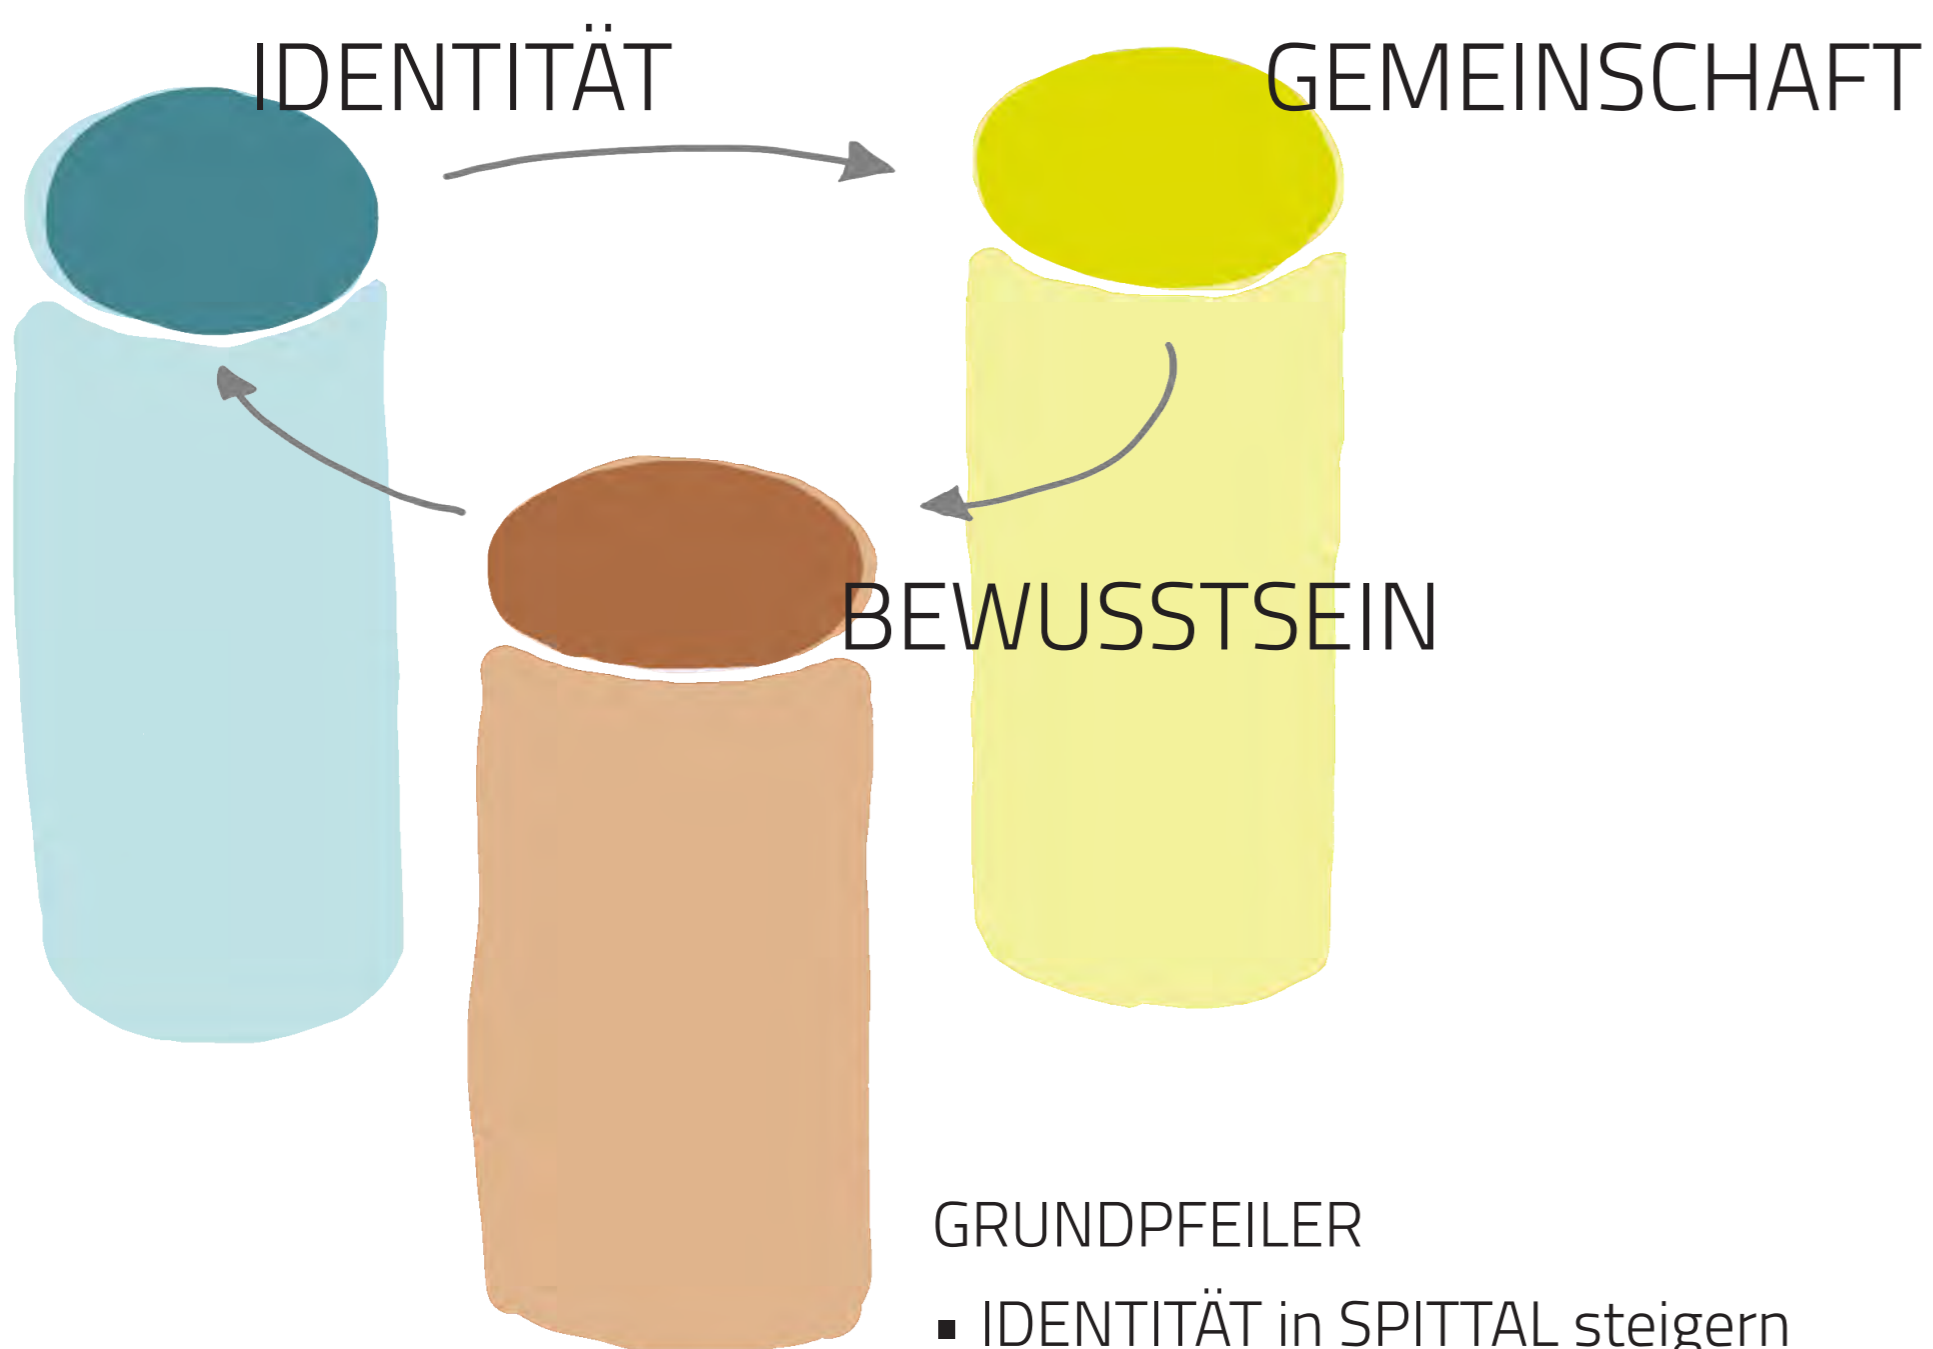 IDENTITÄT
GEMEINSCHAFT
BEWUSSTSEIN
GRUNDPFEILER
▪ IDENTITÄT in SPITTAL steigern